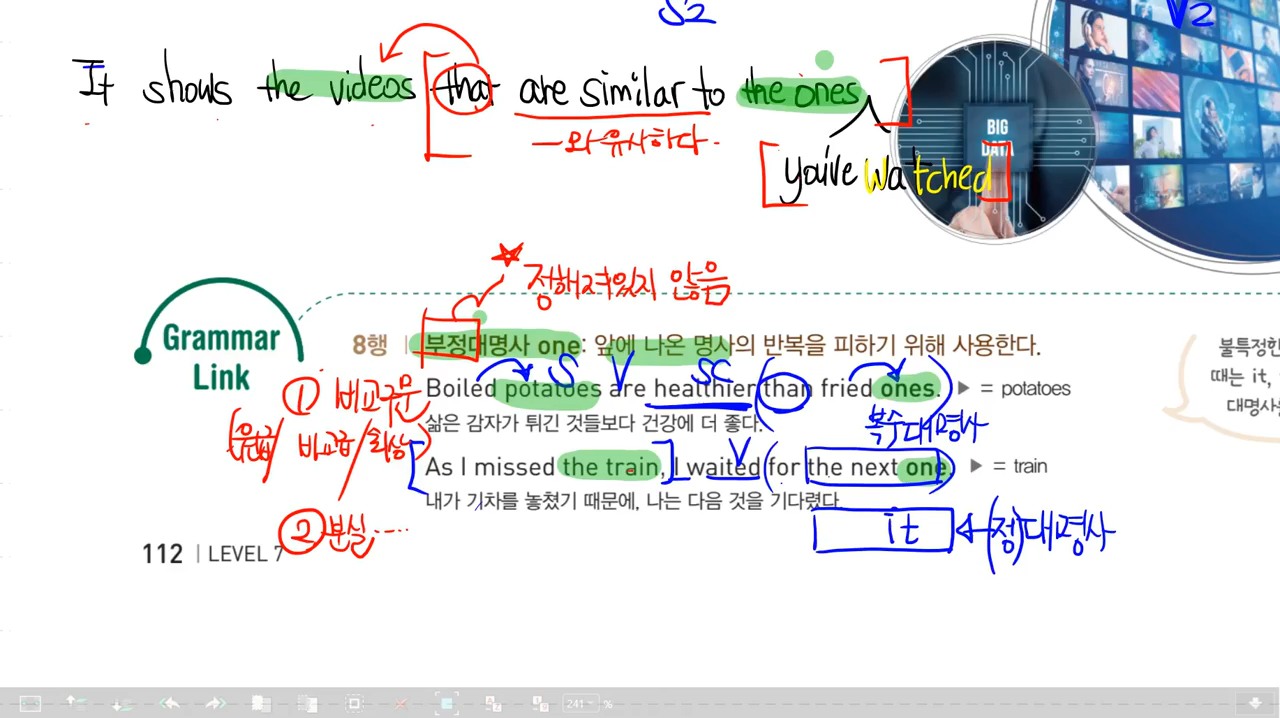 S2
V2
It shows the videos that are similar to the ones
~와 유사하다.
you've watched
BIG
DATA
정해져있지 않음
Grammar
Link
8행 | 부정대명사 one: 앞에 나온 명사의 반복을 피하기 위해 사용한다.
S V SC
Boiled potatoes are healthier than fried ones. ▶ = potatoes
삶은 감자가 튀긴 것들보다 건강에 더 좋다.
복수대명사
① 비교구문
(원급/ 비교급/최상)
V
As I missed the train, I waited for the next one. ▶ = train
내가 기차를 놓쳤기 때문에, 나는 다음 것을 기다렸다.
it (정)대명사
② 분실....
112 | LEVEL 7
불특정한
때는 it,
대명사를
241 %